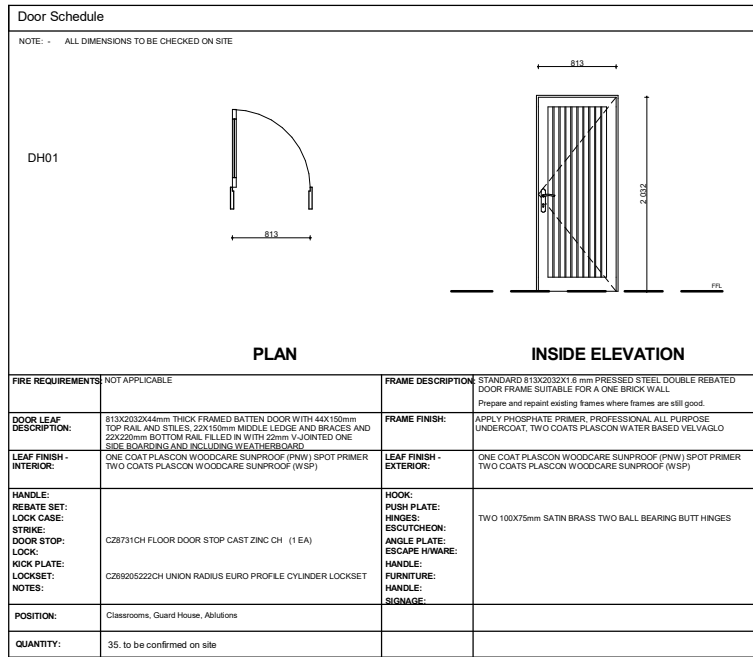 Door Schedule
NOTE: - ALL DIMENSIONS TO BE CHECKED ON SITE
DH01
813
813
2 032
FFL
PLAN
INSIDE ELEVATION
FIRE REQUIREMENTS:
NOT APPLICABLE
FRAME DESCRIPTION:
STANDARD 813X2032X1.6 mm PRESSED STEEL DOUBLE REBATED
DOOR FRAME SUITABLE FOR A ONE BRICK WALL
Prepare and repaint existing frames where frames are still good.
DOOR LEAF
DESCRIPTION:
813X2032X44mm THICK FRAMED BATTEN DOOR WITH 44X150mm
TOP RAIL AND STILES, 22X150mm MIDDLE LEDGE AND BRACES AND
22X220mm BOTTOM RAIL FILLED IN WITH 22mm V-JOINTED ONE
SIDE BOARDING AND INCLUDING WEATHERBOARD
FRAME FINISH:
APPLY PHOSPHATE PRIMER, PROFESSIONAL ALL PURPOSE
UNDERCOAT, TWO COATS PLASCON WATER BASED VELVAGLO
LEAF FINISH -
INTERIOR:
ONE COAT PLASCON WOODCARE SUNPROOF (PNW) SPOT PRIMER
TWO COATS PLASCON WOODCARE SUNPROOF (WSP)
LEAF FINISH -
EXTERIOR:
ONE COAT PLASCON WOODCARE SUNPROOF (PNW) SPOT PRIMER
TWO COATS PLASCON WOODCARE SUNPROOF (WSP)
HANDLE:
REBATE SET:
LOCK CASE:
STRIKE:
DOOR STOP:
CZ8731CH FLOOR DOOR STOP CAST ZINC CH (1 EA)
LOCK:
KICK PLATE:
LOCKSET:
CZ69205222CH UNION RADIUS EURO PROFILE CYLINDER LOCKSET
NOTES:
HOOK:
PUSH PLATE:
HINGES:
TWO 100X75mm SATIN BRASS TWO BALL BEARING BUTT HINGES
ESCUTCHEON:
ANGLE PLATE:
ESCAPE H/WARE:
HANDLE:
FURNITURE:
HANDLE:
SIGNAGE:
POSITION:
Classrooms, Guard House, Ablutions
QUANTITY:
35. to be confirmed on site